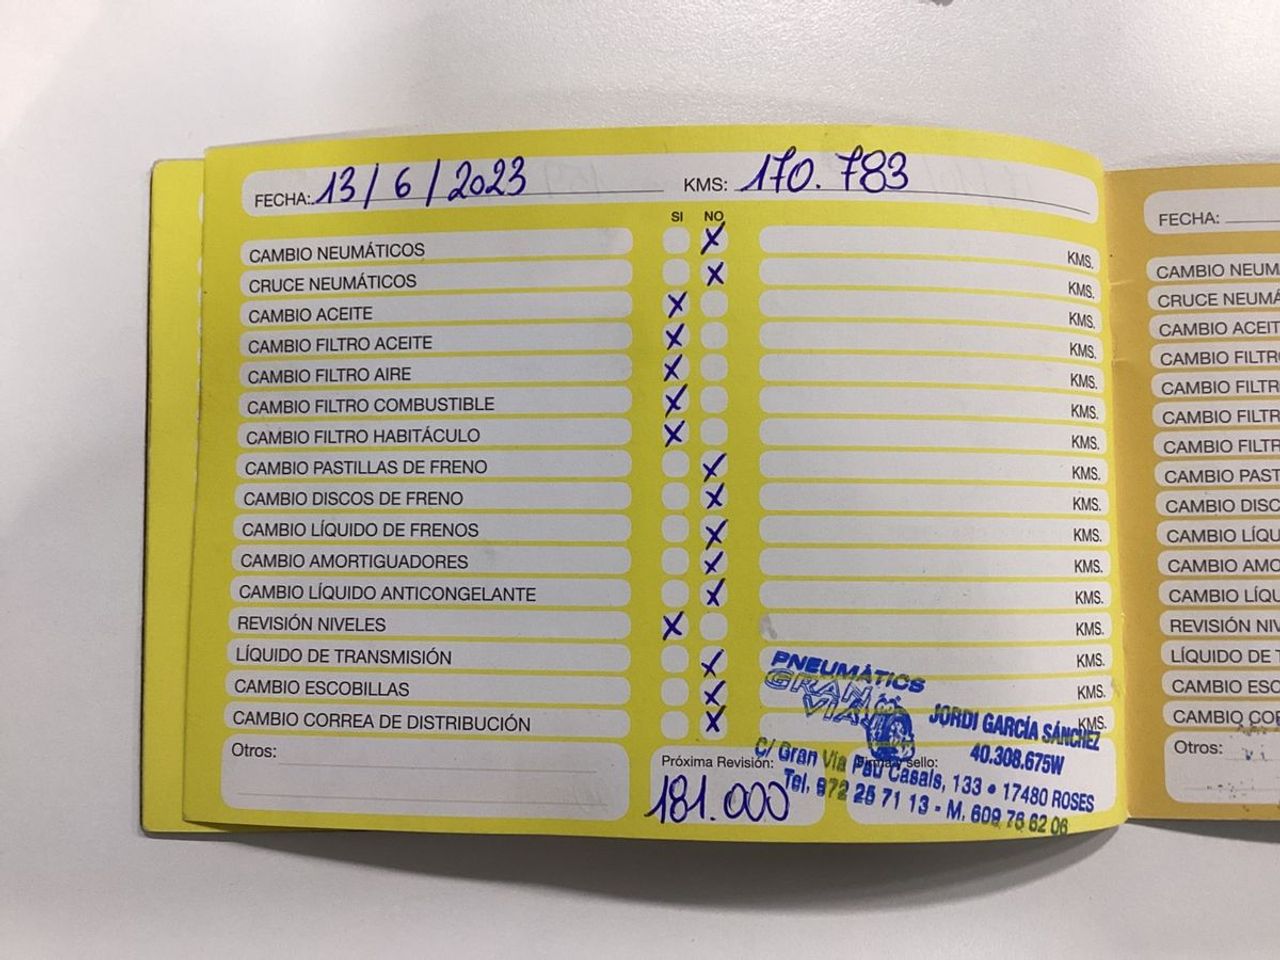 FECHA: 13/6/2023 KMS: 170.783
SI NO
CAMBIO NEUMÁTICOS X KMS.
CRUCE NEUMÁTICOS X KMS.
CAMBIO ACEITE X KMS.
CAMBIO FILTRO ACEITE X KMS.
CAMBIO FILTRO AIRE X KMS.
CAMBIO FILTRO COMBUSTIBLE X KMS.
CAMBIO FILTRO HABITÁCULO X KMS.
CAMBIO PASTILLAS DE FRENO X KMS.
CAMBIO DISCOS DE FRENO X KMS.
CAMBIO LÍQUIDO DE FRENOS X KMS.
CAMBIO AMORTIGUADORES X KMS.
CAMBIO LÍQUIDO ANTICONGELANTE X KMS.
REVISIÓN NIVELES X KMS.
LÍQUIDO DE TRANSMISIÓN X KMS.
CAMBIO ESCOBILLAS X KMS.
CAMBIO CORREA DE DISTRIBUCIÓN X KMS.
Otros:
Próxima Revisión:
181.000
Firma y sello:
PNEUMÀTICS
GRAN
VIA
JORDI GARCÍA SÁNCHEZ
40.308.675W
C/ Gran Via Pau Casals, 133 • 17480 ROSES
Tel. 972 25 71 13 - M. 609 76 62 06
FECHA:
CAMBIO NEUM
CRUCE NEUMÁ
CAMBIO ACEIT
CAMBIO FILTR
CAMBIO FILTR
CAMBIO FILTR
CAMBIO FILTR
CAMBIO PAST
CAMBIO DISC
CAMBIO LÍQU
CAMBIO AMO
CAMBIO LÍQU
REVISIÓN NIV
LÍQUIDO DE T
CAMBIO ESC
CAMBIO COR
Otros: